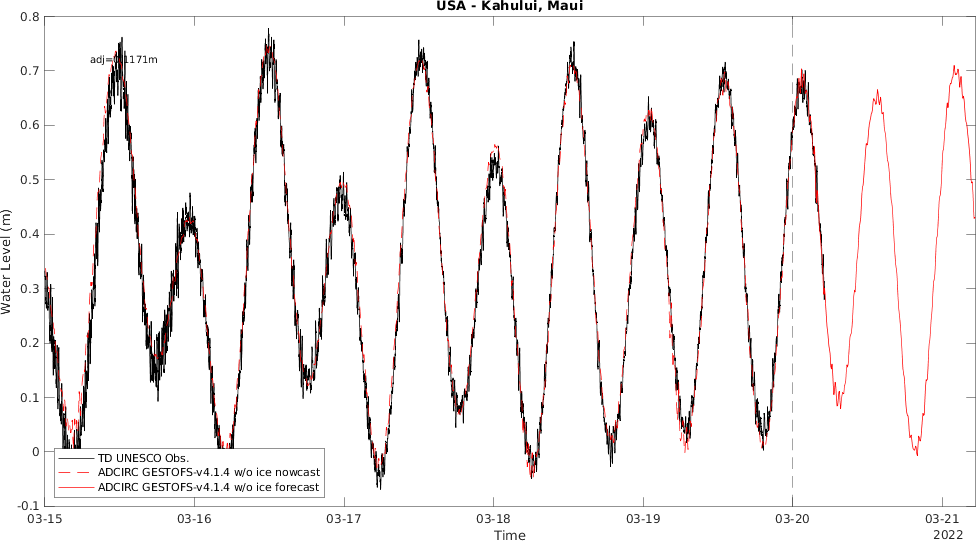 USA - Kahului, Maui
adj=0.1171m
0.8
0.7
0.6
0.5
0.4
0.3
0.2
0.1
0
-0.1
Water Level (m)
TD UNESCO Obs.
ADCIRC GESTOFS-v4.1.4 w/o ice nowcast
ADCIRC GESTOFS-v4.1.4 w/o ice forecast
03-15 03-16 03-17 03-18 03-19 03-20 03-21
Time
2022